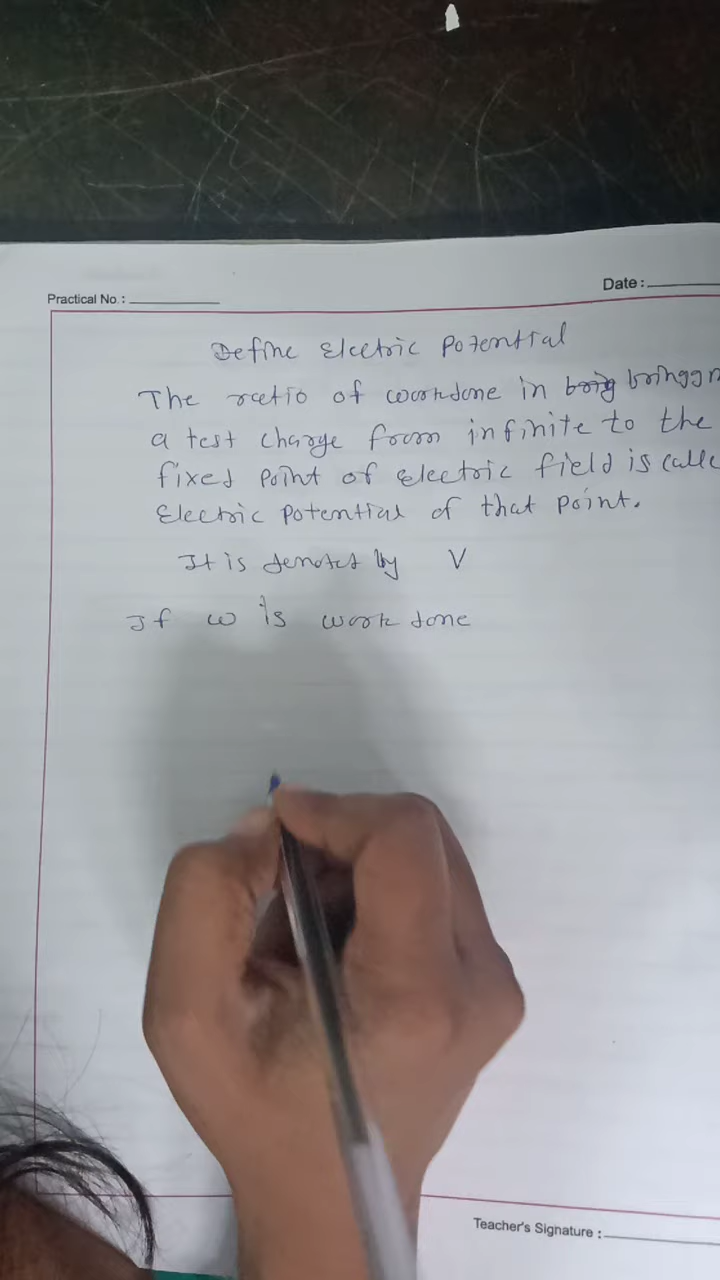 Practical No. :
Date :
Define Electric Potential
The ratio of workdone in bringgn
a test charge from infinite to the
fixed point of electric field is calle
Electric potential of that point.
It is denoted by V
If w is work done
Teacher's Signature :